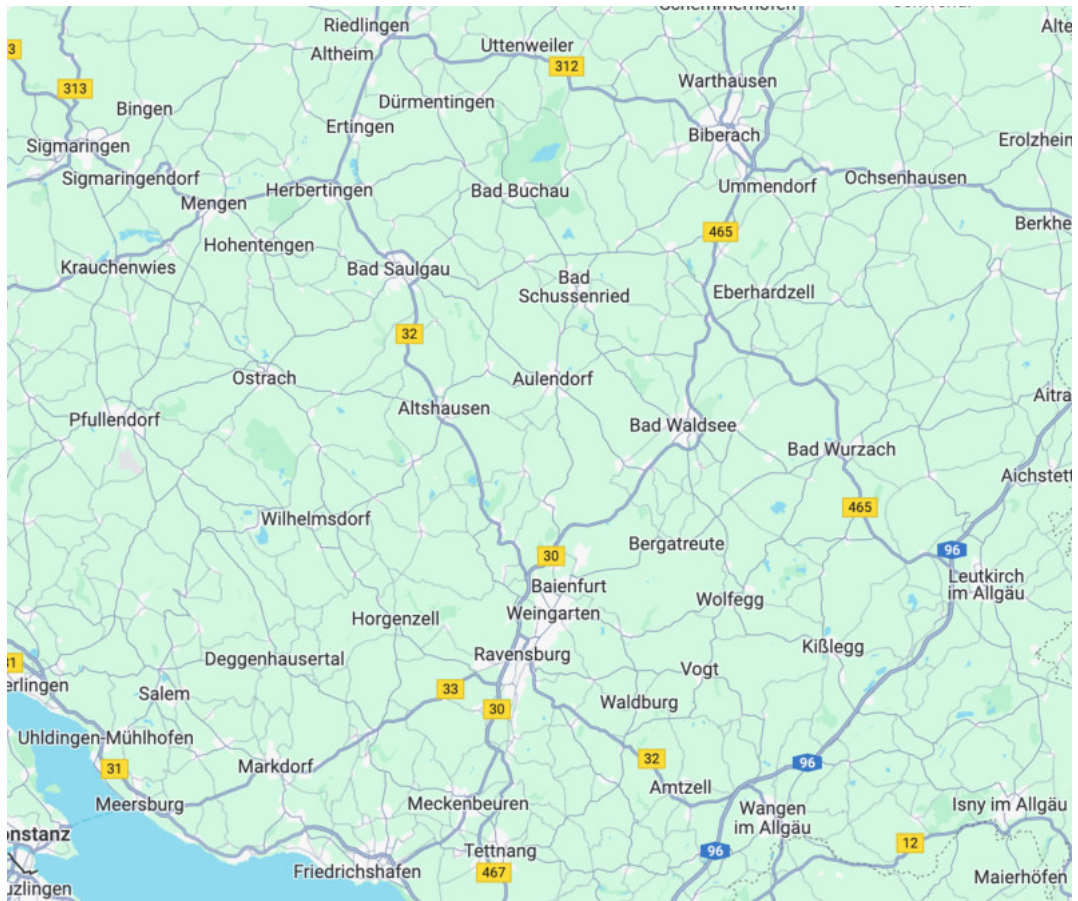 Riedlingen
Uttenweiler
Altheim
312
Warthausen
313
Bingen
Dürmentingen
Ertingen
Biberach
Erolzheim
Sigmaringen
Sigmaringendorf
Herbertingen
Bad Buchau
Ummendorf
Ochsenhausen
Mengen
Hohentengen
465
Krauchenwies
Bad Saulgau
Bad
Schussenried
Eberhardzell
32
Ostrach
Aulendorf
Altshausen
Pfullendorf
Bad Waldsee
Bad Wurzach
465
Wilhelmsdorf
30
Bergatreute
96
Baienfurt
Leutkirch
im Allgäu
Horgenzell
Weingarten
Wolfegg
Deggenhausertal
Ravensburg
Vogt
Kißlegg
Salem
33
30
Waldburg
Uhldingen-Mühlhofen
31
Markdorf
32
96
Meersburg
Meckenbeuren
Amtzell
Wangen
im Allgäu
Isny im Allgäu
Tettnang
96
12
Friedrichshafen
467
Maierhöfen